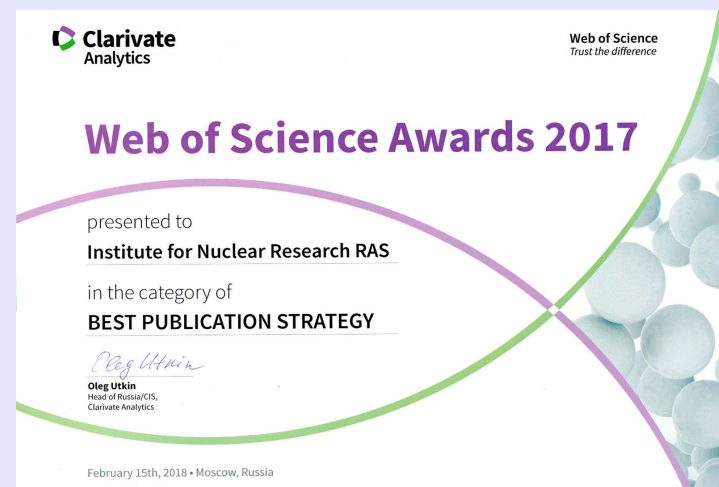 Clarivate
Analytics
Web of Science
Trust the difference
Web of Science Awards 2017
presented to
Institute for Nuclear Research RAS
in the category of
BEST PUBLICATION STRATEGY
Oleg Utkin
Oleg Utkin
Head of Russia/CIS,
Clarivate Analytics
February 15th, 2018 • Moscow, Russia